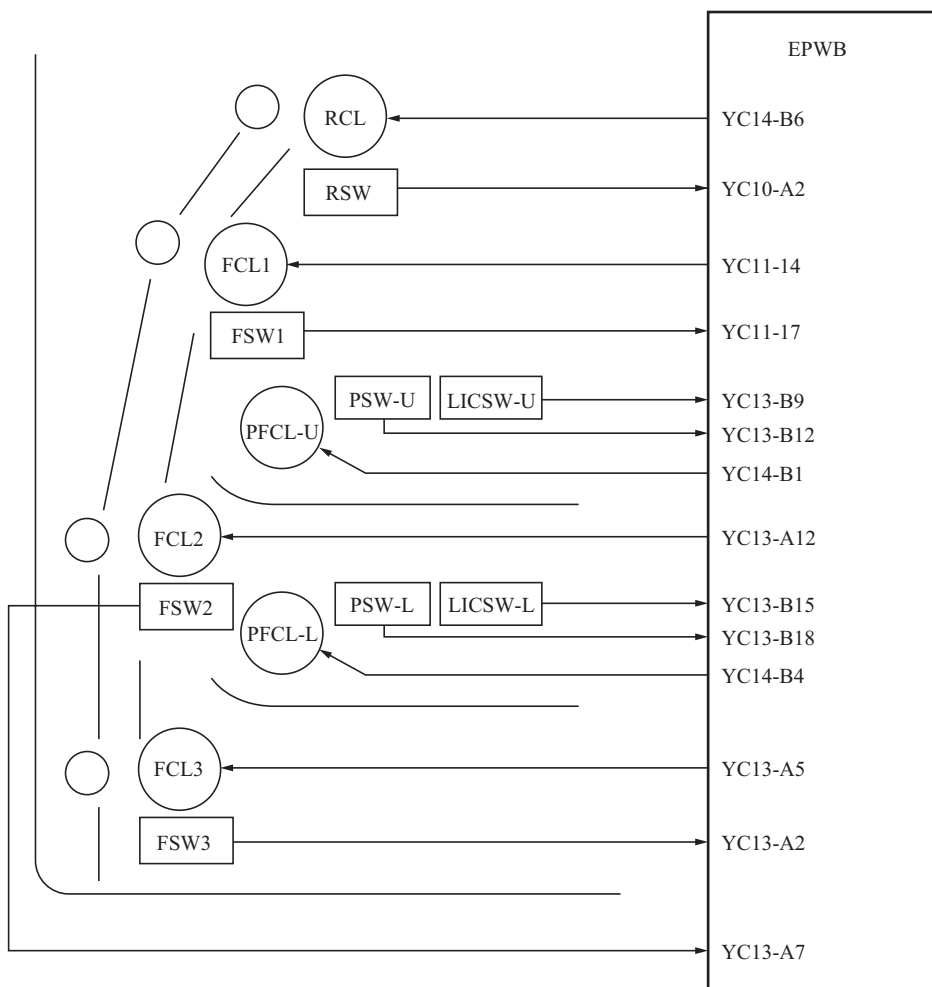 EPWB
RCL
YC14-B6
RSW
YC10-A2
FCL1
YC11-14
FSW1
YC11-17
PSW-U
LICSW-U
YC13-B9
PFCL-U
YC13-B12
YC14-B1
FCL2
YC13-A12
FSW2
PSW-L
LICSW-L
YC13-B15
PFCL-L
YC13-B18
YC14-B4
FCL3
YC13-A5
FSW3
YC13-A2
YC13-A7